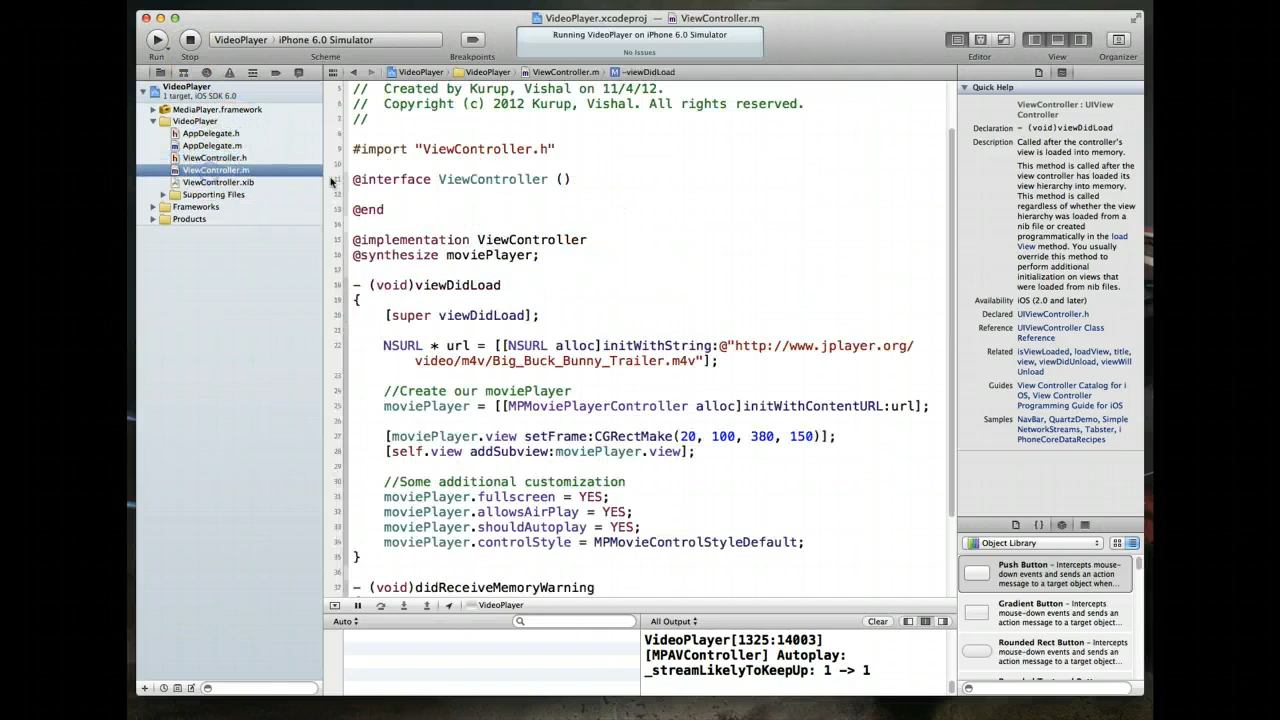 VideoPlayer.xcodeproj — ViewController.m
VideoPlayer › iPhone 6.0 Simulator
Running VideoPlayer on iPhone 6.0 Simulator
No Issues
Run
Stop
Scheme
Breakpoints
Editor
View
Organizer
VideoPlayer
VideoPlayer
ViewController.m
-viewDidLoad
VideoPlayer
1 target, iOS SDK 6.0
MediaPlayer.framework
VideoPlayer
AppDelegate.h
AppDelegate.m
ViewController.h
ViewController.m
ViewController.xib
Supporting Files
Frameworks
Products
// Created by Kurup, Vishal on 11/4/12.
// Copyright (c) 2012 Kurup, Vishal. All rights reserved.
//
#import "ViewController.h"
@interface ViewController ()
@end
@implementation ViewController
@synthesize moviePlayer;
- (void)viewDidLoad
{
[super viewDidLoad];
NSURL * url = [[NSURL alloc]initWithString:@"http://www.jplayer.org/
video/m4v/Big_Buck_Bunny_Trailer.m4v"];
//Create our moviePlayer
moviePlayer = [[MPMoviePlayerController alloc]initWithContentURL:url];
[moviePlayer.view setFrame:CGRectMake(20, 100, 380, 150)];
[self.view addSubview:moviePlayer.view];
//Some additional customization
moviePlayer.fullscreen = YES;
moviePlayer.allowsAirPlay = YES;
moviePlayer.shouldAutoplay = YES;
moviePlayer.controlStyle = MPMovieControlStyleDefault;
}
- (void)didReceiveMemoryWarning
VideoPlayer
Auto
All Output
Clear
VideoPlayer[1325:14003]
[MPAVController] Autoplay:
_streamLikelyToKeepUp: 1 -> 1
Quick Help
ViewController : UIView
Controller
Declaration - (void)viewDidLoad
Description Called after the controller's
view is loaded into memory.
This method is called after
the view controller has
loaded its view hierarchy into
memory. This method is
called regardless of whether
the view hierarchy was
loaded from a nib file or
created programmatically in
the loadView method. You
usually override this method
to perform additional
initialization on views that
were loaded from nib files.
Availability iOS (2.0 and later)
Declared UIViewController.h
Reference UIViewController Class
Reference
Related isViewLoaded, loadView, title,
view, viewDidUnload, viewWill
Unload
Guides View Controller Catalog for i
OS, View Controller
Programming Guide for iOS
Samples NavBar, QuartzDemo, Simple
NetworkStreams, Tabster, i
PhoneCoreDataRecipes
Object Library
Push Button – Intercepts mouse-
down events and sends an action
message to a target object when...
Gradient Button – Intercepts
mouse-down events and sends an
action message to a target object...
Rounded Rect Button – Intercepts
mouse-down events and sends an
action message to a target object...